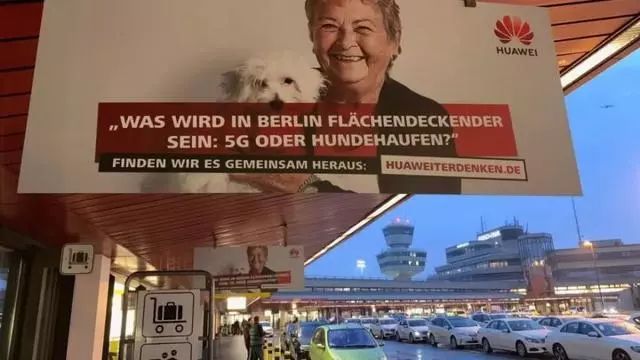 HUAWEI
„WAS WIRD IN BERLIN FLÄCHENDECKENDER
SEIN: 5G ODER HUNDEHAUFEN?“
FINDEN WIR ES GEMEINSAM HERAUS: HUAWEITERDENKEN.DE